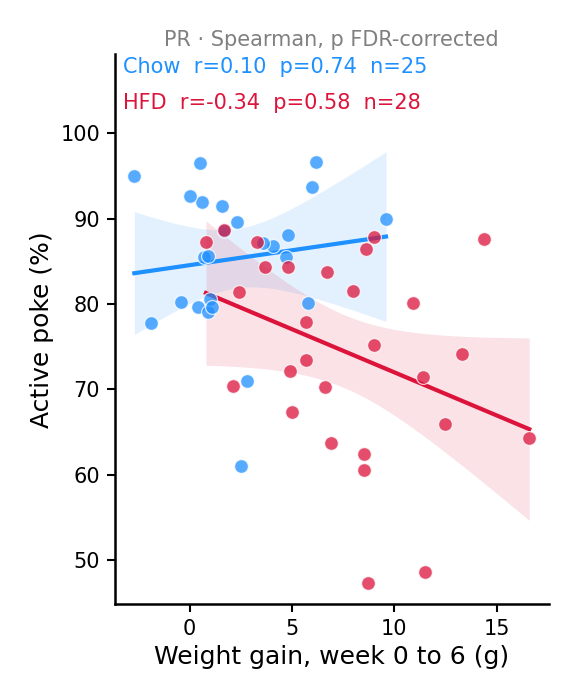 PR · Spearman, p FDR-corrected
Chow  r=0.10  p=0.74  n=25
HFD  r=-0.34  p=0.58  n=28
100
90
80
70
60
50
Active poke (%)
0 5 10 15
Weight gain, week 0 to 6 (g)